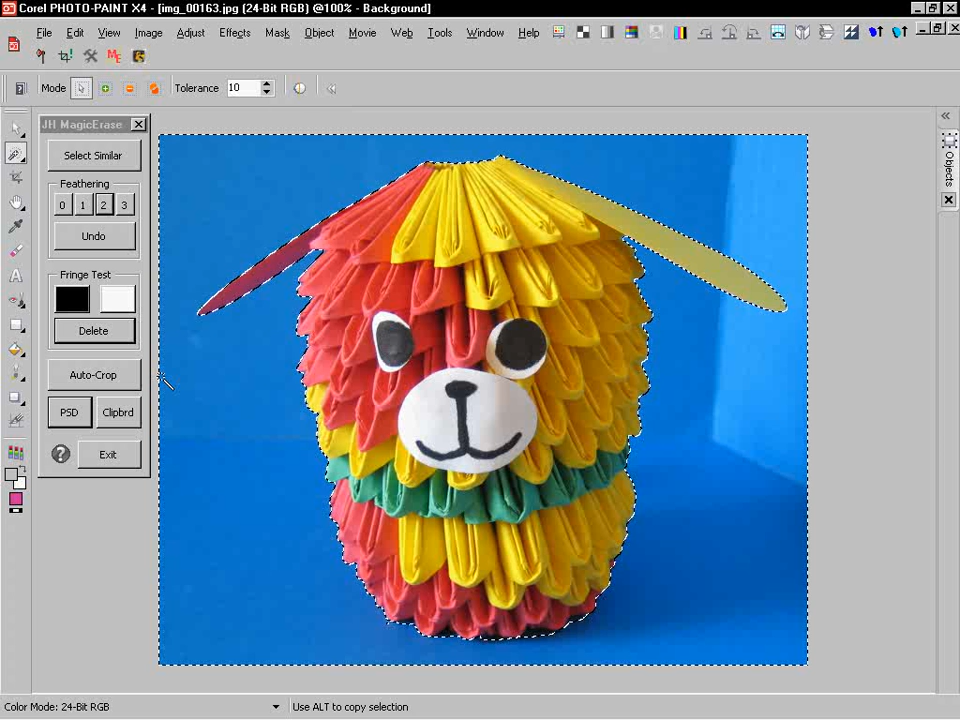 Corel PHOTO-PAINT X4 - [img_00163.jpg (24-Bit RGB) @100% - Background]
File Edit View Image Adjust Effects Mask Object Movie Web Tools Window Help
ME
Mode Tolerance 10
JH MagicErase
Select Similar
Feathering
0 1 2 3
Undo
Fringe Test
Delete
Auto-Crop
PSD Clipbrd
? Exit
A
Objects
Color Mode: 24-Bit RGB Use ALT to copy selection